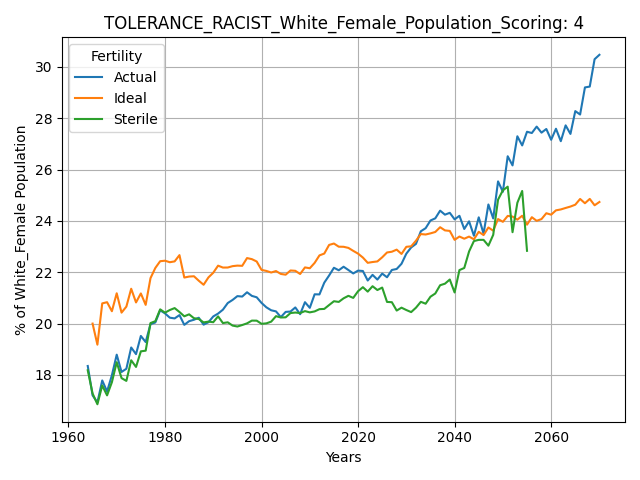 TOLERANCE_RACIST_White_Female_Population_Scoring: 4
Fertility
Actual
Ideal
Sterile
% of White_Female Population
30
28
26
24
22
20
18
1960
1980
2000
2020
2040
2060
Years